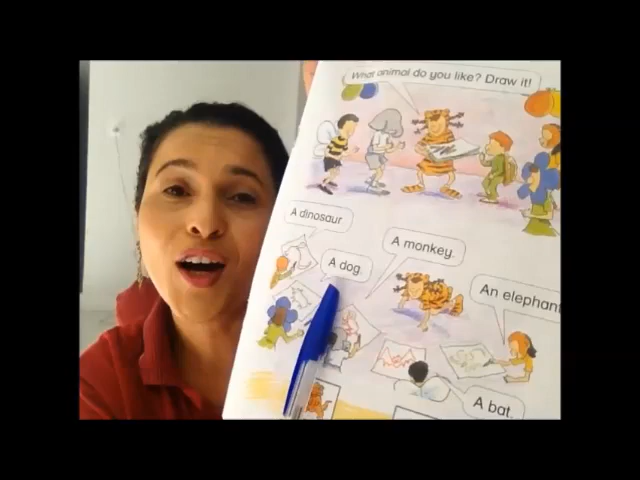 What animal do you like? Draw it!
A dinosaur
A dog.
A monkey.
An elephant
A bat.